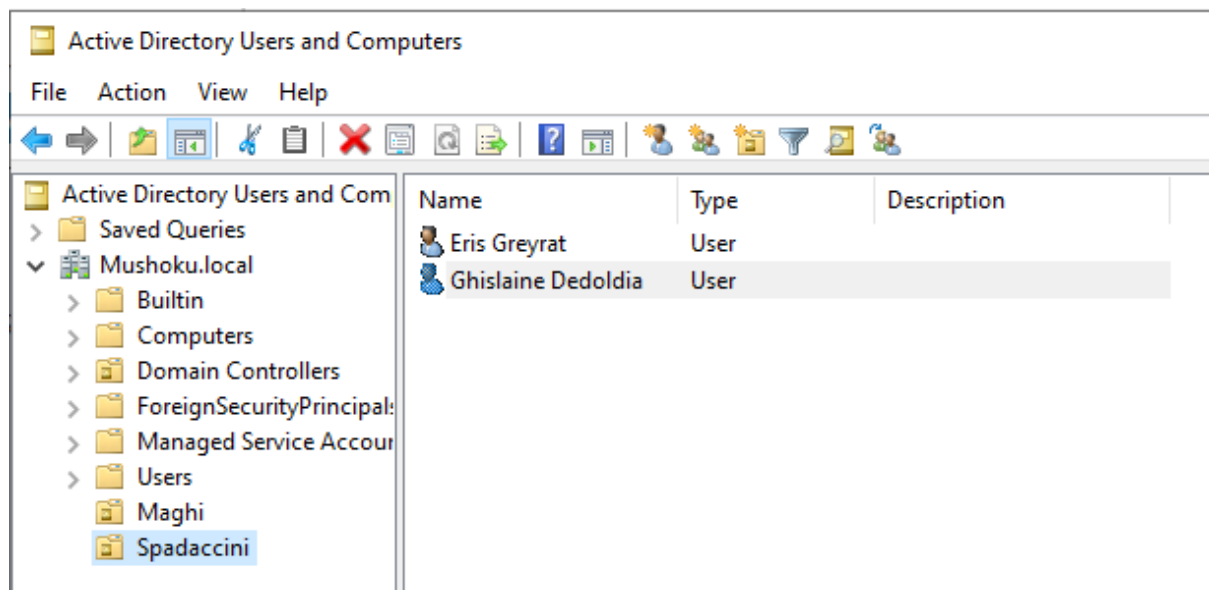 Active Directory Users and Computers
File Action View Help
Active Directory Users and Com
Saved Queries
Mushoku.local
Builtin
Computers
Domain Controllers
ForeignSecurityPrincipals
Managed Service Accour
Users
Maghi
Spadaccini
Name Type Description
Eris Greyrat User
Ghislaine Dedoldia User